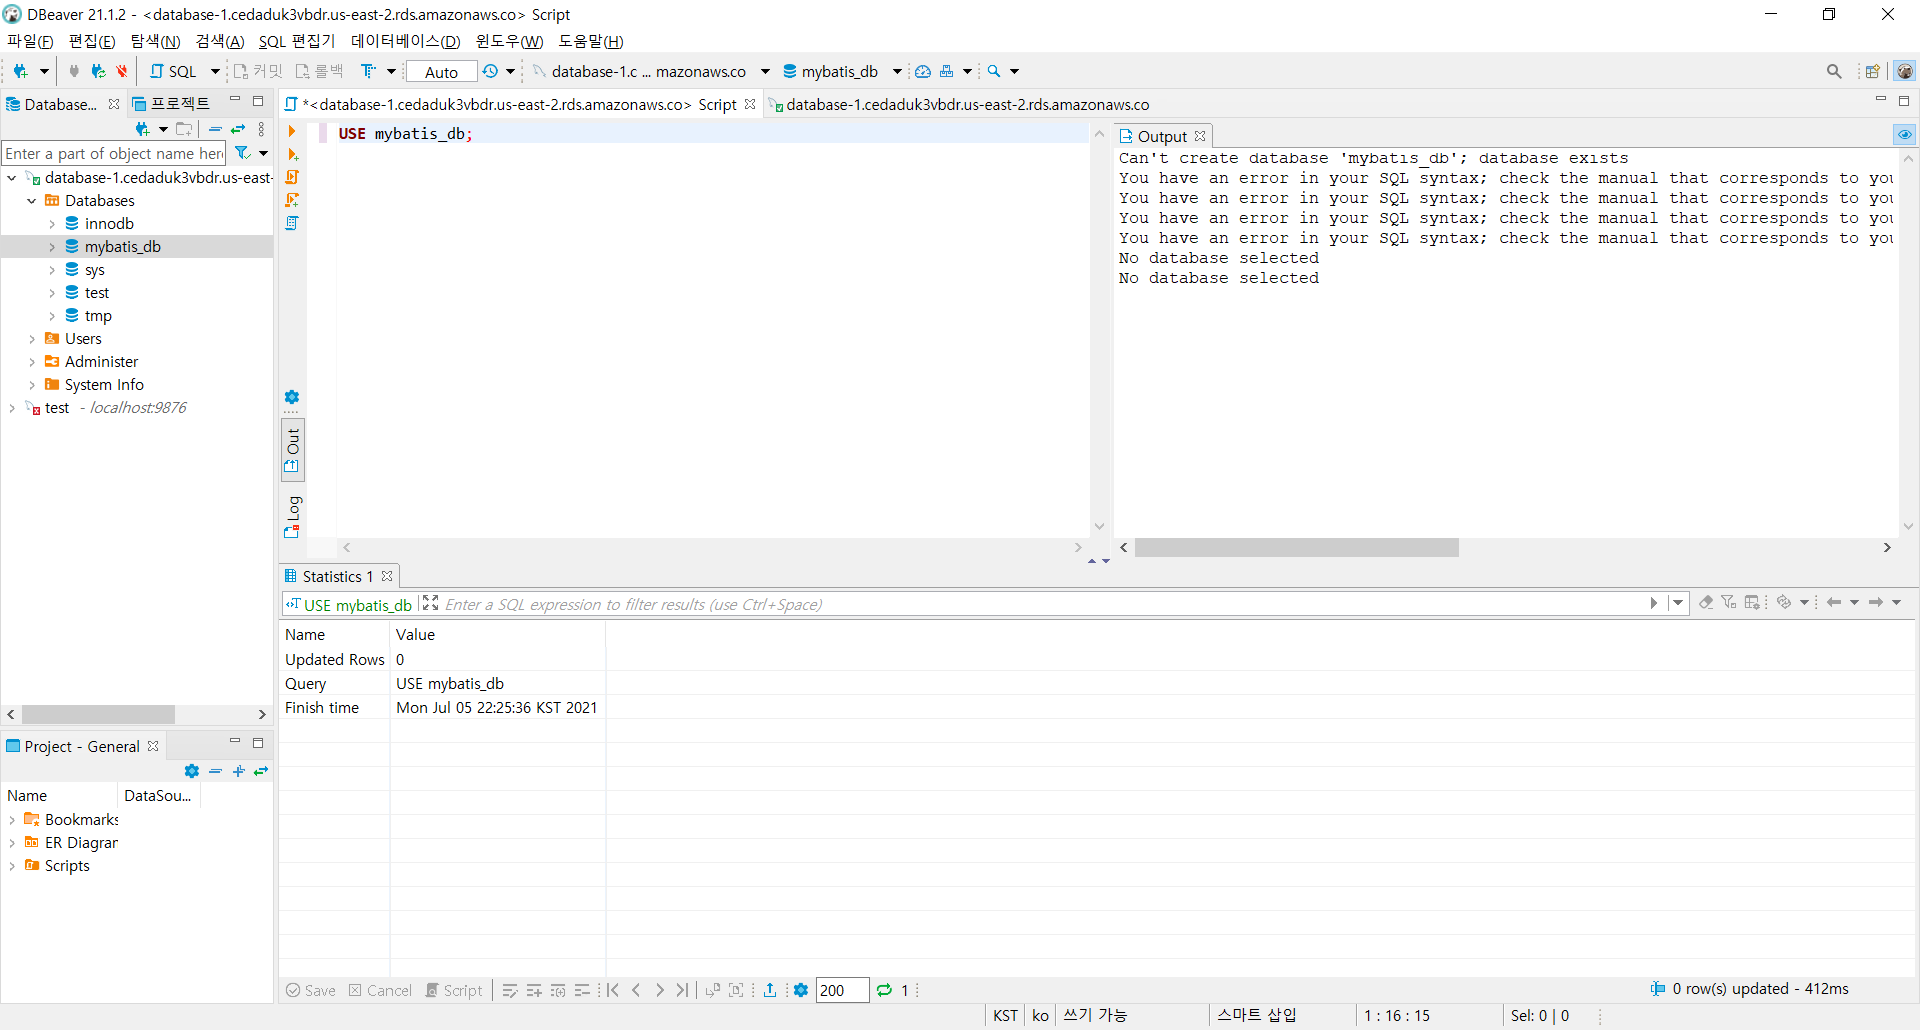 DBeaver 21.1.2 - <database-1.cedaduk3vbdr.us-east-2.rds.amazonaws.co> Script
파일(F) 편집(E) 탐색(N) 검색(A) SQL 편집기 데이터베이스(D) 윈도우(W) 도움말(H)
SQL 커밋 롤백 Auto database-1.c ... mazonaws.co mybatis_db
Database... 프로젝트
*<database-1.cedaduk3vbdr.us-east-2.rds.amazonaws.co> Script database-1.cedaduk3vbdr.us-east-2.rds.amazonaws.co
Enter a part of object name her
database-1.cedaduk3vbdr.us-east-
Databases
innodb
mybatis_db
sys
test
tmp
Users
Administer
System Info
test - localhost:9876
USE mybatis_db;
Out
Log
Output
Can't create database 'mybatis_db'; database exists
You have an error in your SQL syntax; check the manual that corresponds to you
You have an error in your SQL syntax; check the manual that corresponds to you
You have an error in your SQL syntax; check the manual that corresponds to you
You have an error in your SQL syntax; check the manual that corresponds to you
No database selected
No database selected
Project - General
Name DataSou...
Bookmarks
ER Diagrar
Scripts
Statistics 1
USE mybatis_db Enter a SQL expression to filter results (use Ctrl+Space)
Name Value
Updated Rows 0
Query USE mybatis_db
Finish time Mon Jul 05 22:25:36 KST 2021
Save Cancel Script 200 1 0 row(s) updated - 412ms
KST ko 쓰기 가능 스마트 삽입 1 : 16 : 15 Sel: 0 | 0